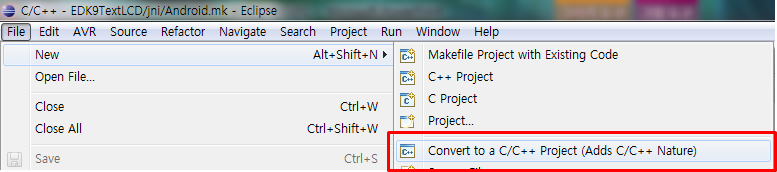 C/C++ - EDK9TextLCD/jni/Android.mk - Eclipse
File Edit AVR Source Refactor Navigate Search Project Run Window Help
New Alt+Shift+N
Open File...
Close Ctrl+W
Close All Ctrl+Shift+W
Save Ctrl+S
Makefile Project with Existing Code
C++ Project
C Project
Project...
Convert to a C/C++ Project (Adds C/C++ Nature)